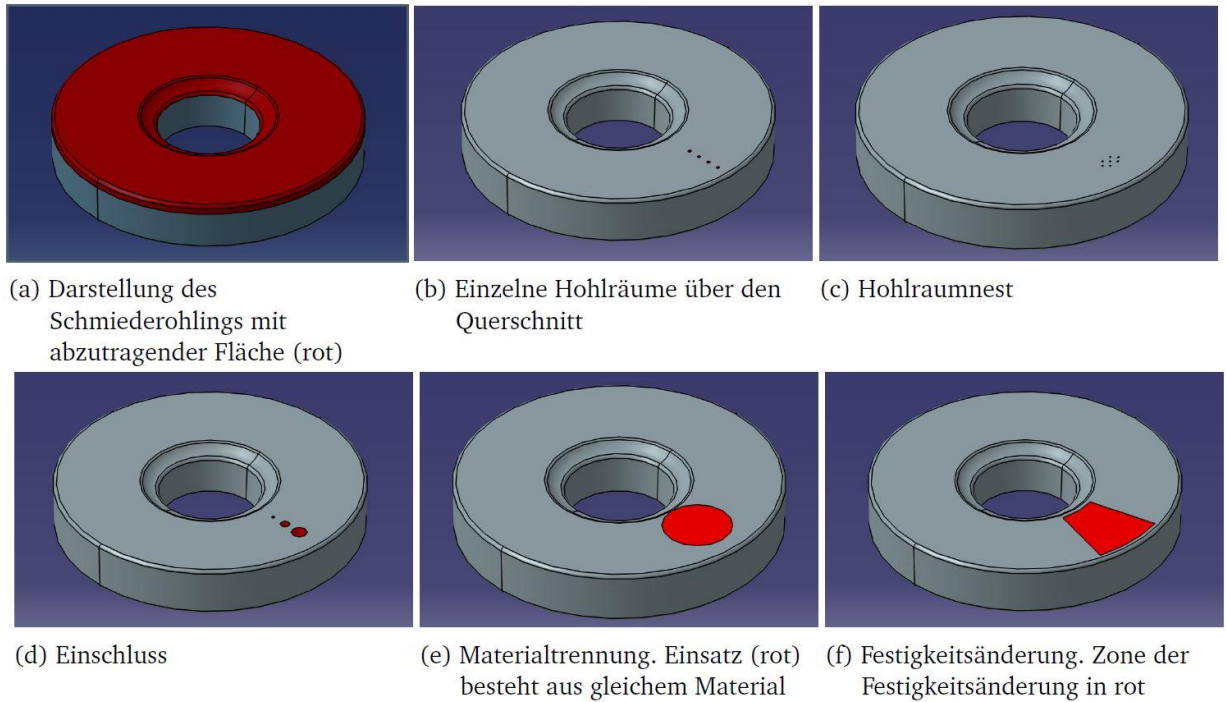 (a) Darstellung des
Schmiederohlings mit
abzutragender Fläche (rot)
(b) Einzelne Hohlräume über den
Querschnitt
(c) Hohlraumnest
(d) Einschluss
(e) Materialtrennung. Einsatz (rot)
besteht aus gleichem Material
(f) Festigkeitsänderung. Zone der
Festigkeitsänderung in rot